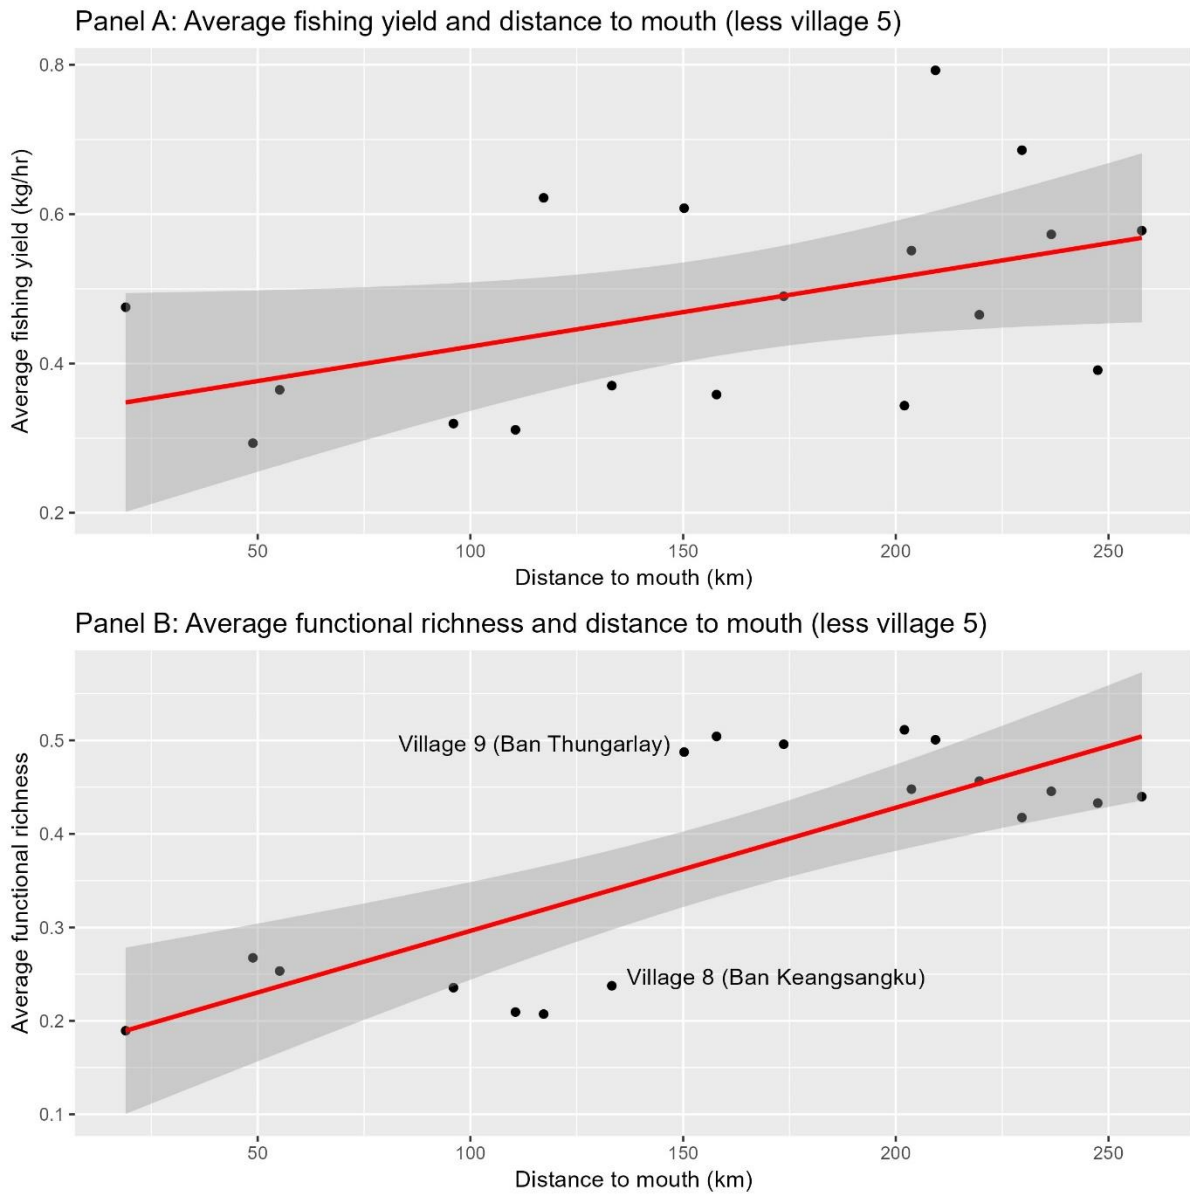 Panel A: Average fishing yield and distance to mouth (less village 5)
0.8
0.6
0.4
0.2
Average fishing yield (kg/hr)
50 100 150 200 250
Distance to mouth (km)
Panel B: Average functional richness and distance to mouth (less village 5)
0.5
0.4
0.3
0.2
0.1
Average functional richness
Village 9 (Ban Thungarlay)
Village 8 (Ban Keangsangku)
50 100 150 200 250
Distance to mouth (km)